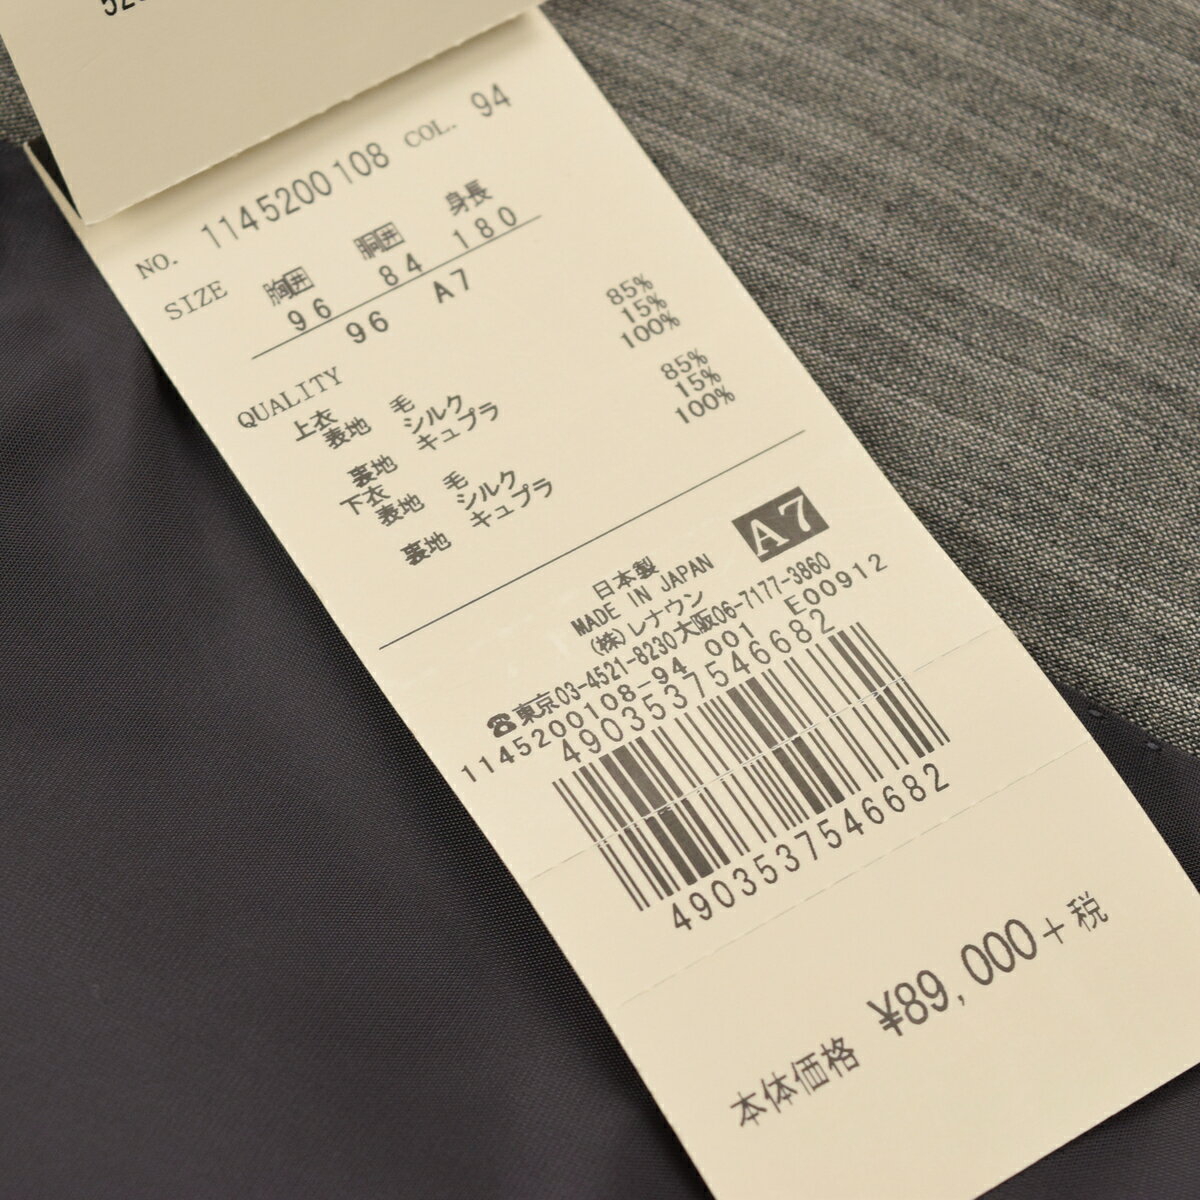 NO. 1145200108 COL. 94
SIZE 胸囲 胴囲 身長
96 84 180
96 A7
QUALITY
上衣
表地 毛 85%
シルク 15%
裏地 キュプラ 100%
下衣
表地 毛 85%
シルク 15%
裏地 キュプラ 100%
A7
日本製
MADE IN JAPAN
(株)レナウン
☎東京03-4521-8230大阪06-7177-3860
1145200108-94 001 E00912
4903537546682
4903537546682
本体価格 ¥89,000+税